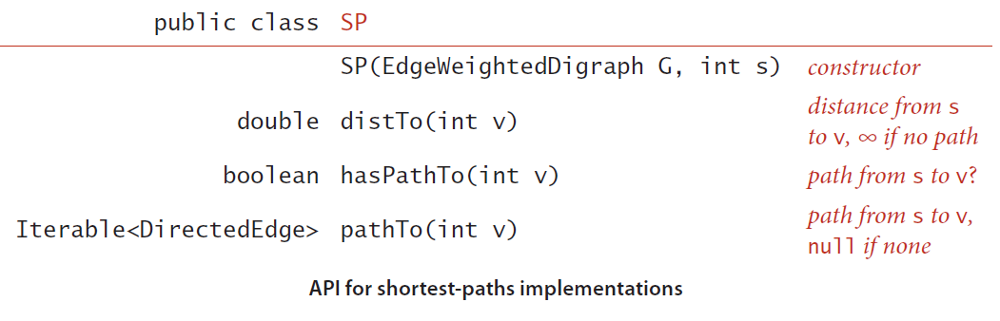 public class SP
SP(EdgeWeightedDigraph G, int s) constructor
double distTo(int v) distance from s
to v, ∞ if no path
boolean hasPathTo(int v) path from s to v?
Iterable<DirectedEdge> pathTo(int v) path from s to v,
null if none
API for shortest-paths implementations